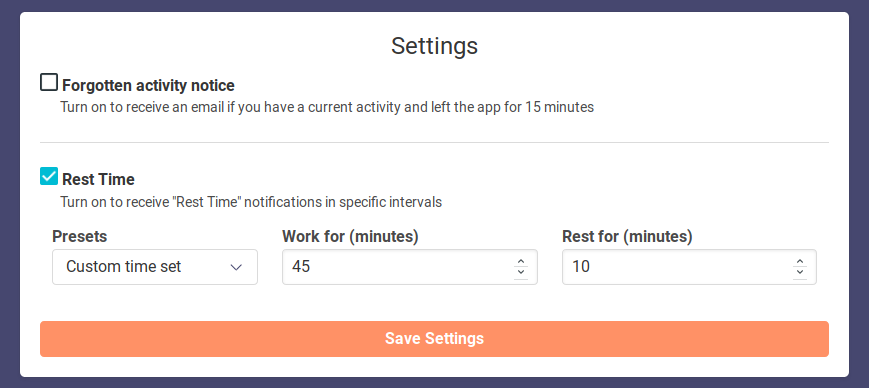 Settings
Forgotten activity notice
Turn on to receive an email if you have a current activity and left the app for 15 minutes
Rest Time
Turn on to receive "Rest Time" notifications in specific intervals
Presets Work for (minutes) Rest for (minutes)
Custom time set 45 10
Save Settings